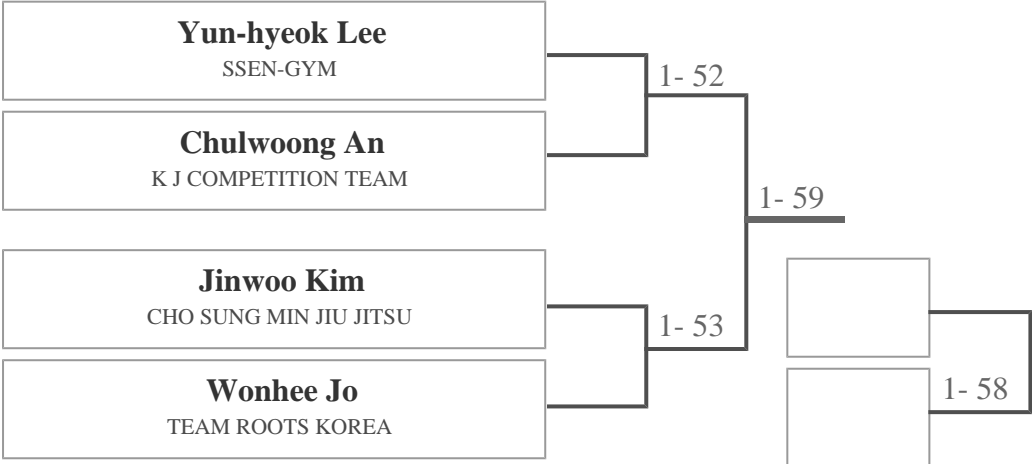 Yun-hyeok Lee
SSEN-GYM
1- 52
Chulwoong An
K J COMPETITION TEAM
1- 59
Jinwoo Kim
CHO SUNG MIN JIU JITSU
1- 53
Wonhee Jo
TEAM ROOTS KOREA
1- 58